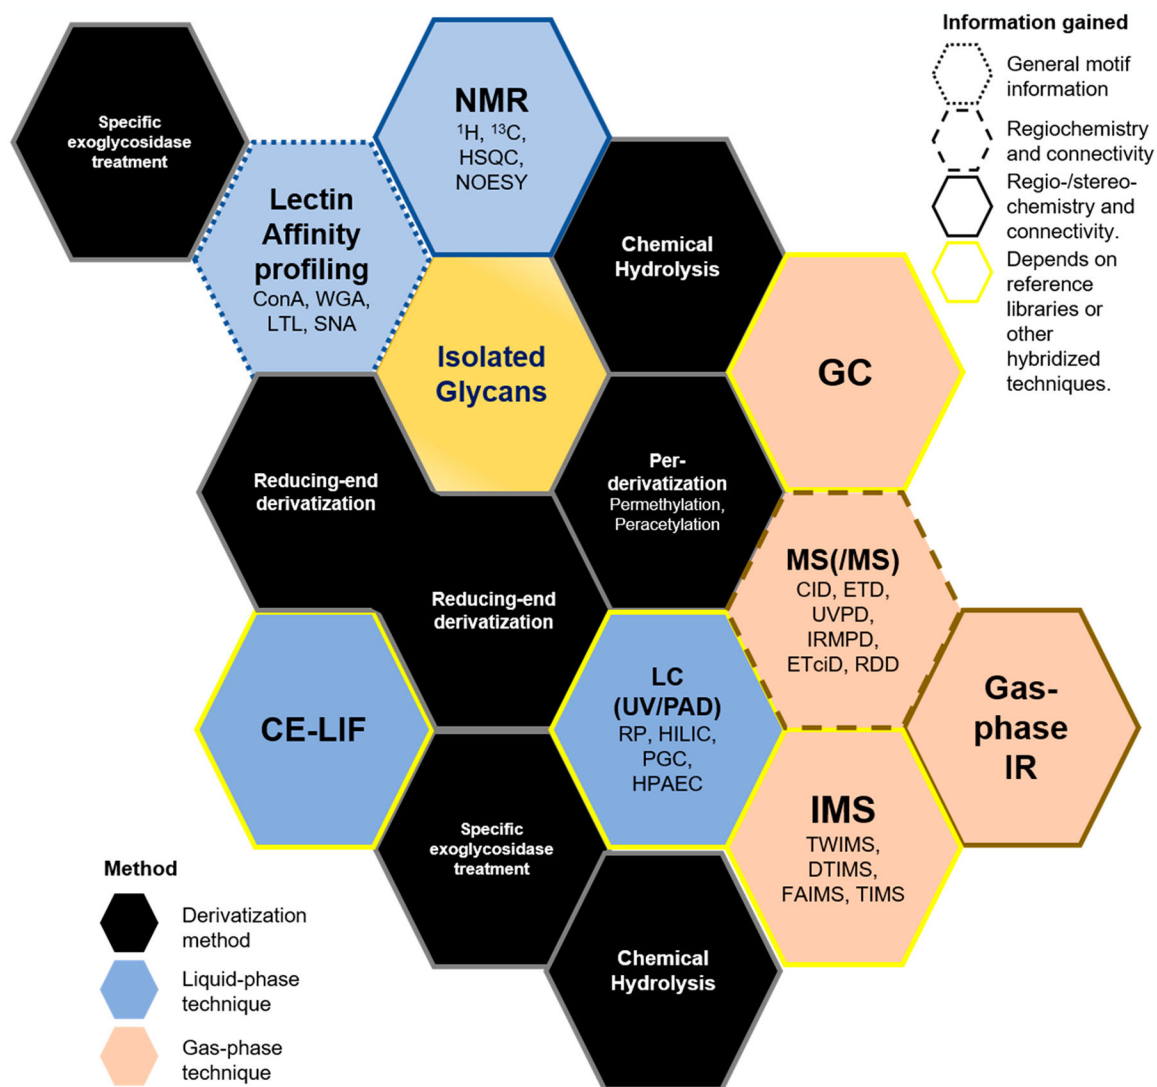 Specific
exoglycosidase
treatment
NMR
¹H, ¹³C,
HSQC,
NOESY
Information gained
General motif
information
Regiochemistry
and connectivity
Regio-/stereo-
chemistry and
connectivity.
Depends on
reference
libraries or
other
hybridized
techniques.
Lectin
Affinity
profiling
ConA, WGA,
LTL, SNA
Chemical
Hydrolysis
Isolated
Glycans
GC
Reducing-end
derivatization
Per-
derivatization
Permethylation,
Peracetylation
Reducing-end
derivatization
MS(/MS)
CID, ETD,
UVPD,
IRMPD,
ETciD, RDD
CE-LIF
LC
(UV/PAD)
RP, HILIC,
PGC,
HPAEC
Gas-
phase
IR
Specific
exoglycosidase
treatment
IMS
TWIMS,
DTIMS,
FAIMS, TIMS
Chemical
Hydrolysis
Method
Derivatization
method
Liquid-phase
technique
Gas-phase
technique